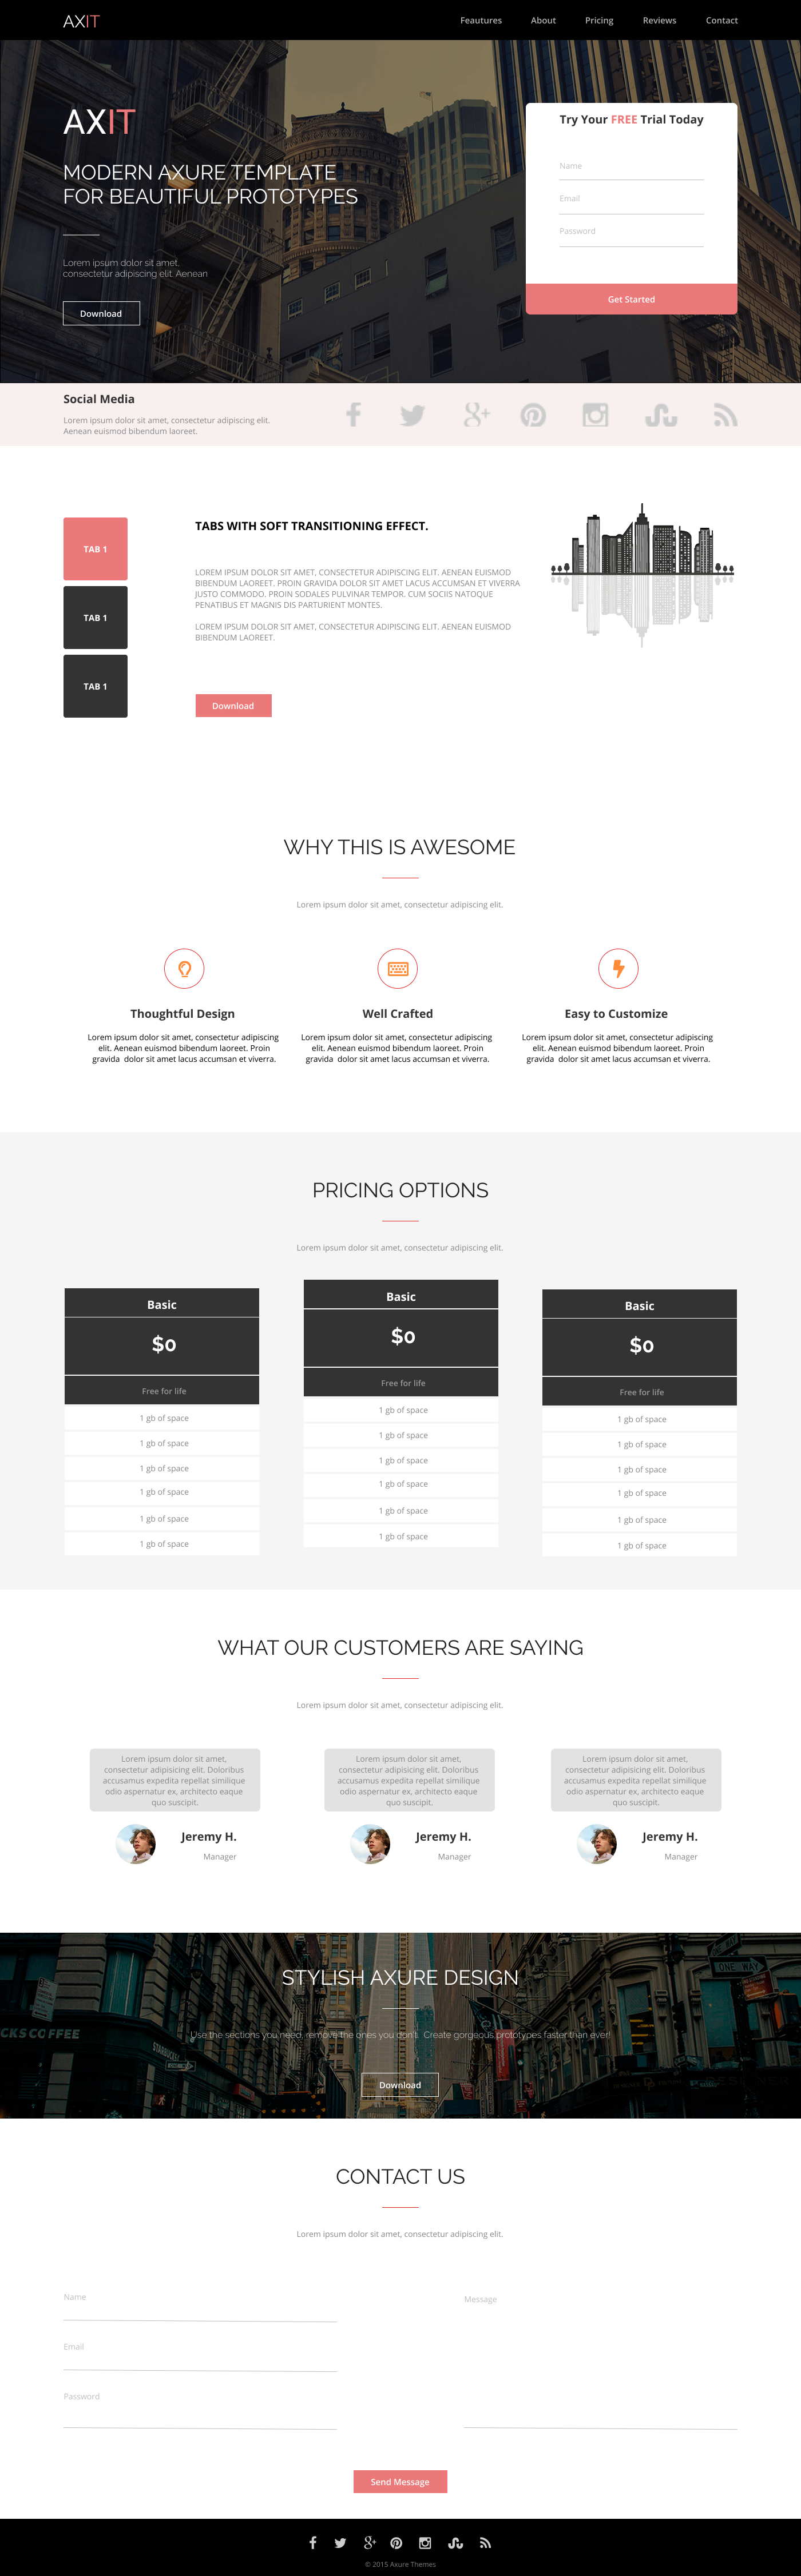 AXIT
Feautures About Pricing Reviews Contact
AXIT
MODERN AXURE TEMPLATE
FOR BEAUTIFUL PROTOTYPES
Lorem ipsum dolor sit amet,
consectetur adipiscing elit. Aenean
Download
Try Your FREE Trial Today
Name
Email
Password
Get Started
Social Media
Lorem ipsum dolor sit amet, consectetur adipiscing elit.
Aenean euismod bibendum laoreet.
TAB 1
TAB 1
TAB 1
TABS WITH SOFT TRANSITIONING EFFECT.
LOREM IPSUM DOLOR SIT AMET, CONSECTETUR ADIPISCING ELIT. AENEAN EUISMOD
BIBENDUM LAOREET. PROIN GRAVIDA DOLOR SIT AMET LACUS ACCUMSAN ET VIVERRA
JUSTO COMMODO. PROIN SODALES PULVINAR TEMPOR. CUM SOCIIS NATOQUE
PENATIBUS ET MAGNIS DIS PARTURIENT MONTES.
LOREM IPSUM DOLOR SIT AMET, CONSECTETUR ADIPISCING ELIT. AENEAN EUISMOD
BIBENDUM LAOREET.
Download
WHY THIS IS AWESOME
Lorem ipsum dolor sit amet, consectetur adipiscing elit.
Thoughtful Design
Lorem ipsum dolor sit amet, consectetur adipiscing
elit. Aenean euismod bibendum laoreet. Proin
gravida  dolor sit amet lacus accumsan et viverra.
Well Crafted
Lorem ipsum dolor sit amet, consectetur adipiscing
elit. Aenean euismod bibendum laoreet. Proin
gravida  dolor sit amet lacus accumsan et viverra.
Easy to Customize
Lorem ipsum dolor sit amet, consectetur adipiscing
elit. Aenean euismod bibendum laoreet. Proin
gravida  dolor sit amet lacus accumsan et viverra.
PRICING OPTIONS
Lorem ipsum dolor sit amet, consectetur adipiscing elit.
Basic
$0
Free for life
1 gb of space
1 gb of space
1 gb of space
1 gb of space
1 gb of space
1 gb of space
Basic
$0
Free for life
1 gb of space
1 gb of space
1 gb of space
1 gb of space
1 gb of space
1 gb of space
Basic
$0
Free for life
1 gb of space
1 gb of space
1 gb of space
1 gb of space
1 gb of space
1 gb of space
WHAT OUR CUSTOMERS ARE SAYING
Lorem ipsum dolor sit amet, consectetur adipiscing elit.
Lorem ipsum dolor sit amet,
consectetur adipisicing elit. Doloribus
accusamus expedita repellat similique
odio aspernatur ex, architecto eaque
quo suscipit.
Jeremy H.
Manager
Lorem ipsum dolor sit amet,
consectetur adipisicing elit. Doloribus
accusamus expedita repellat similique
odio aspernatur ex, architecto eaque
quo suscipit.
Jeremy H.
Manager
Lorem ipsum dolor sit amet,
consectetur adipisicing elit. Doloribus
accusamus expedita repellat similique
odio aspernatur ex, architecto eaque
quo suscipit.
Jeremy H.
Manager
STYLISH AXURE DESIGN
Use the sections you need, remove the ones you don't.  Create gorgeous prototypes faster than ever!
Download
ONE WAY
ONE WAY
CKS COFFEE
STARBUCKS
CONTACT US
Lorem ipsum dolor sit amet, consectetur adipiscing elit.
Name
Email
Password
Message
Send Message
© 2015 Axure Themes